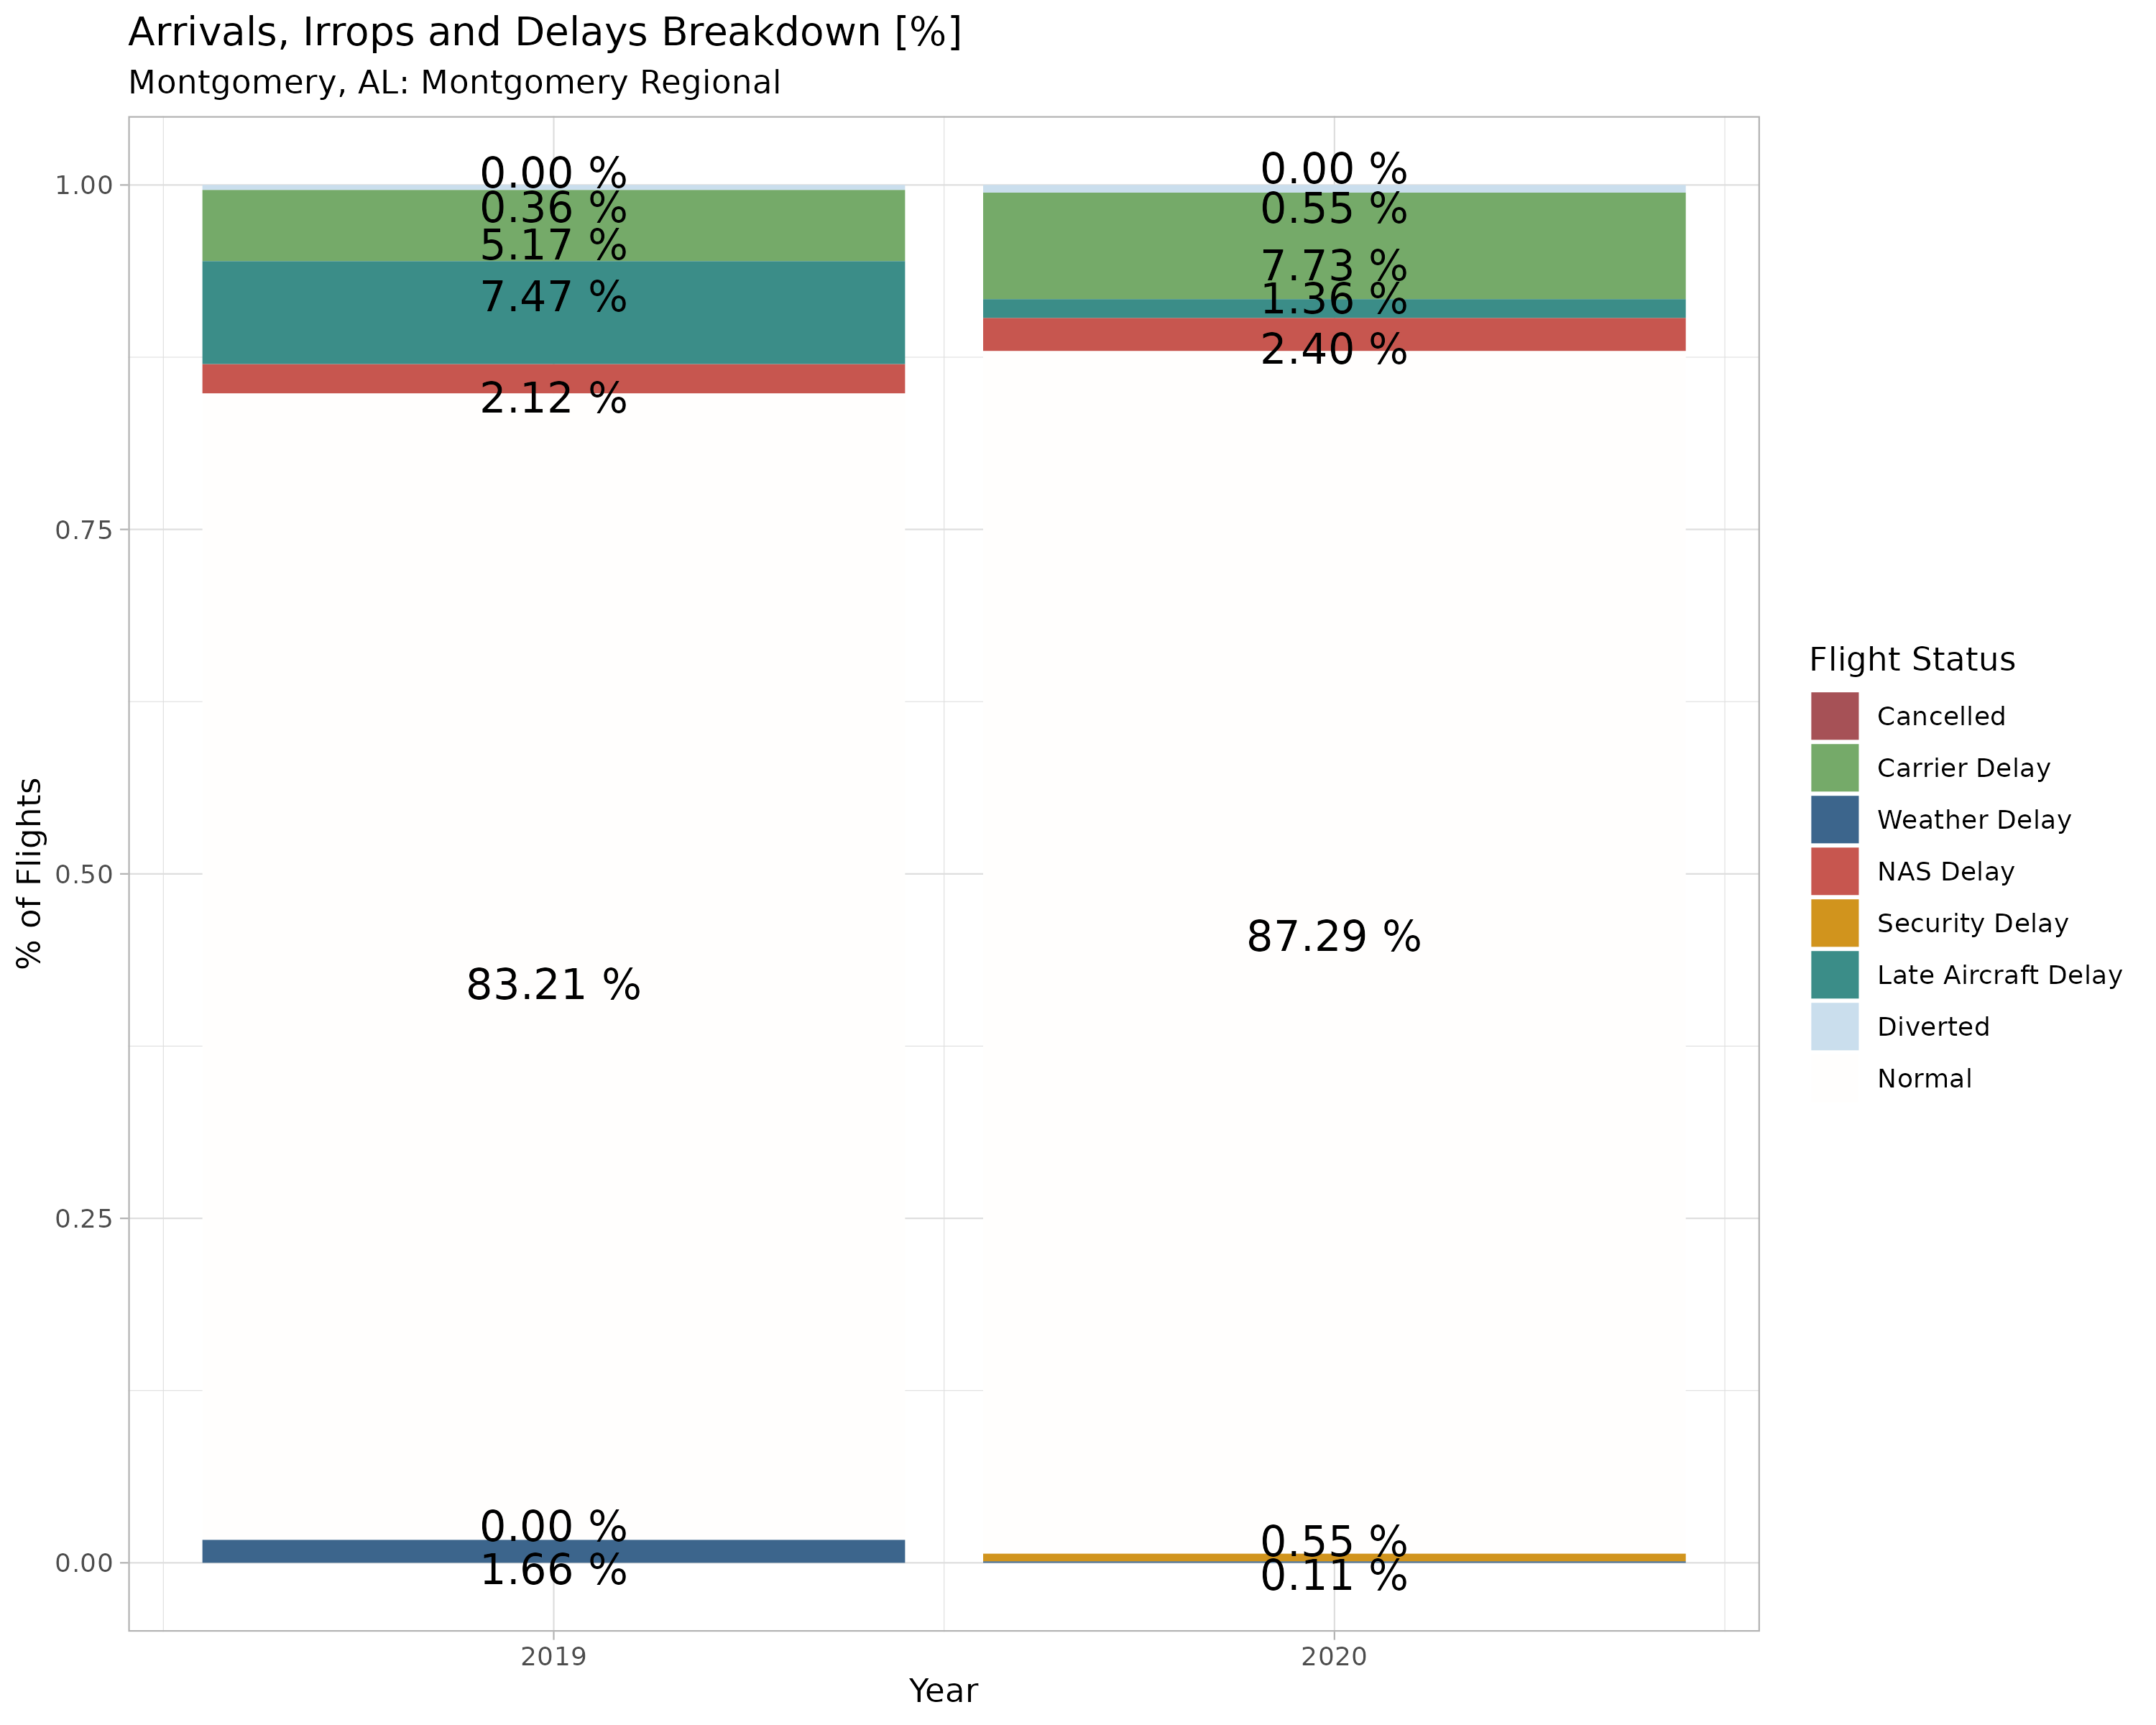 Arrivals, Irrops and Delays Breakdown [%]
Montgomery, AL: Montgomery Regional
% of Flights
1.00
0.75
0.50
0.25
0.00
0.00 %
0.36 %
5.17 %
7.47 %
2.12 %
83.21 %
0.00 %
1.66 %
0.00 %
0.55 %
7.73 %
1.36 %
2.40 %
87.29 %
0.55 %
0.11 %
2019
2020
Year
Flight Status
Cancelled
Carrier Delay
Weather Delay
NAS Delay
Security Delay
Late Aircraft Delay
Diverted
Normal